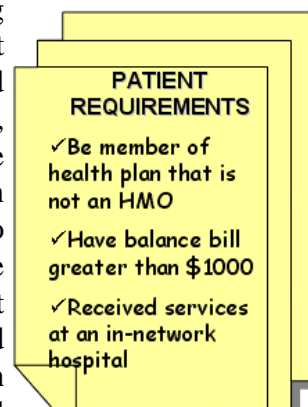 PATIENT
REQUIREMENTS
✓Be member of
health plan that is
not an HMO
✓Have balance bill
greater than $1000
✓Received services
at an in-network
hospital